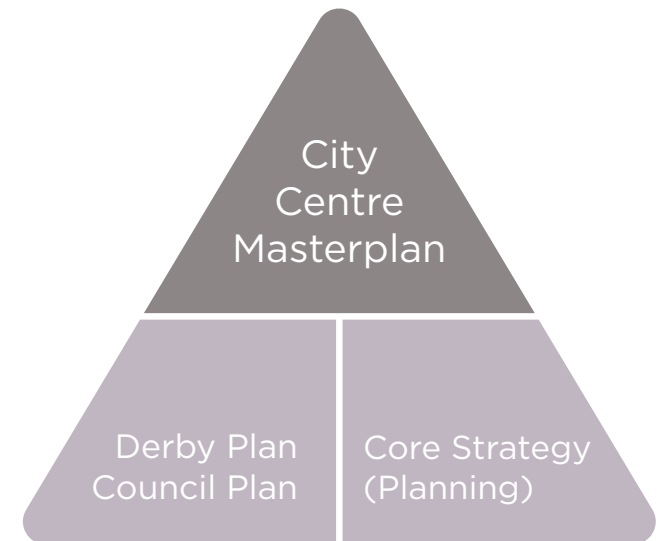 City
Centre
Masterplan
Derby Plan
Council Plan
Core Strategy
(Planning)